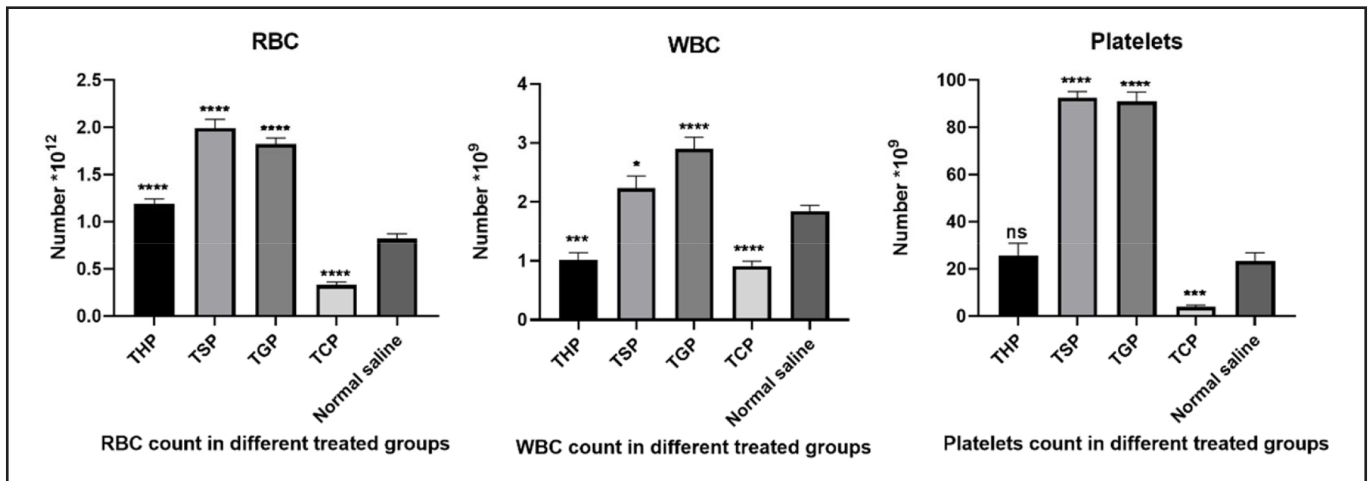 RBC
Number *10^12
2.5
2.0
1.5
1.0
0.5
0.0
****
****
****
****
THP
TSP
TGP
TCP
Normal saline
RBC count in different treated groups
WBC
Number *10^9
4
3
2
1
0
***
*
****
****
THP
TSP
TGP
TCP
Normal saline
WBC count in different treated groups
Platelets
Number *10^9
100
80
60
40
20
0
ns
****
****
***
THP
TSP
TGP
TCP
Normal saline
Platelets count in different treated groups